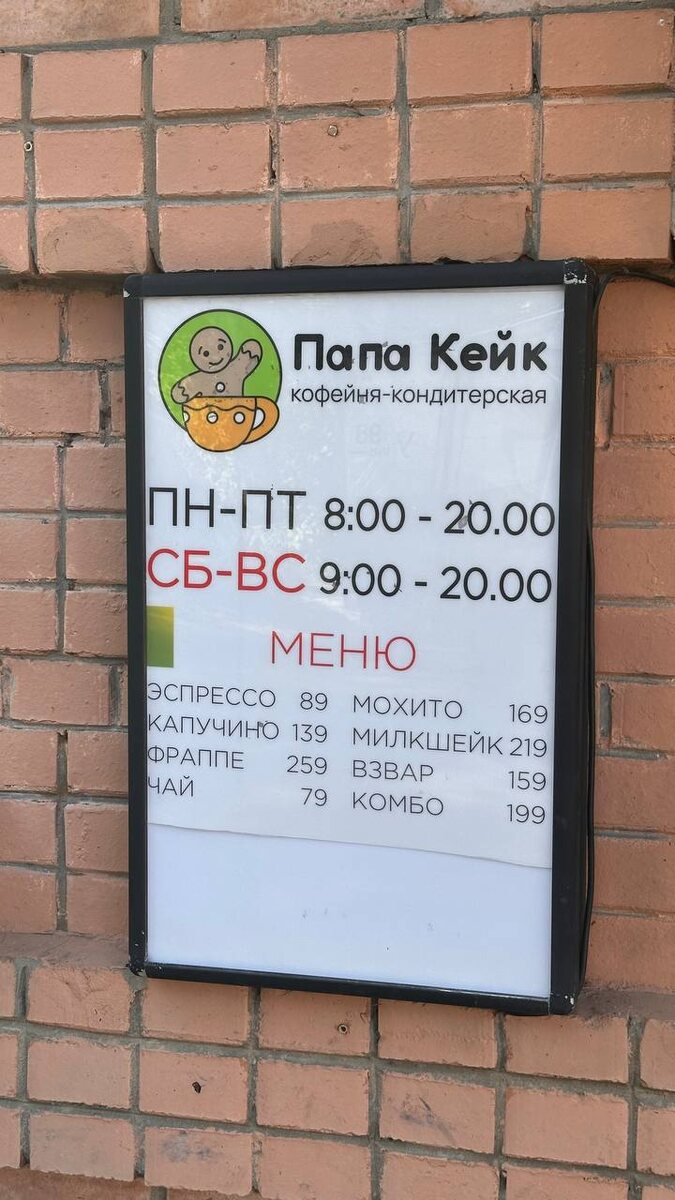 Папа Кейк
кофейня-кондитерская
ПН-ПТ 8:00 - 20.00
СБ-ВС 9:00 - 20.00
МЕНЮ
ЭСПРЕССО 89 МОХИТО 169
КАПУЧИНО 139 МИЛКШЕЙК 219
ФРАППЕ 259 ВЗВАР 159
ЧАЙ 79 КОМБО 199